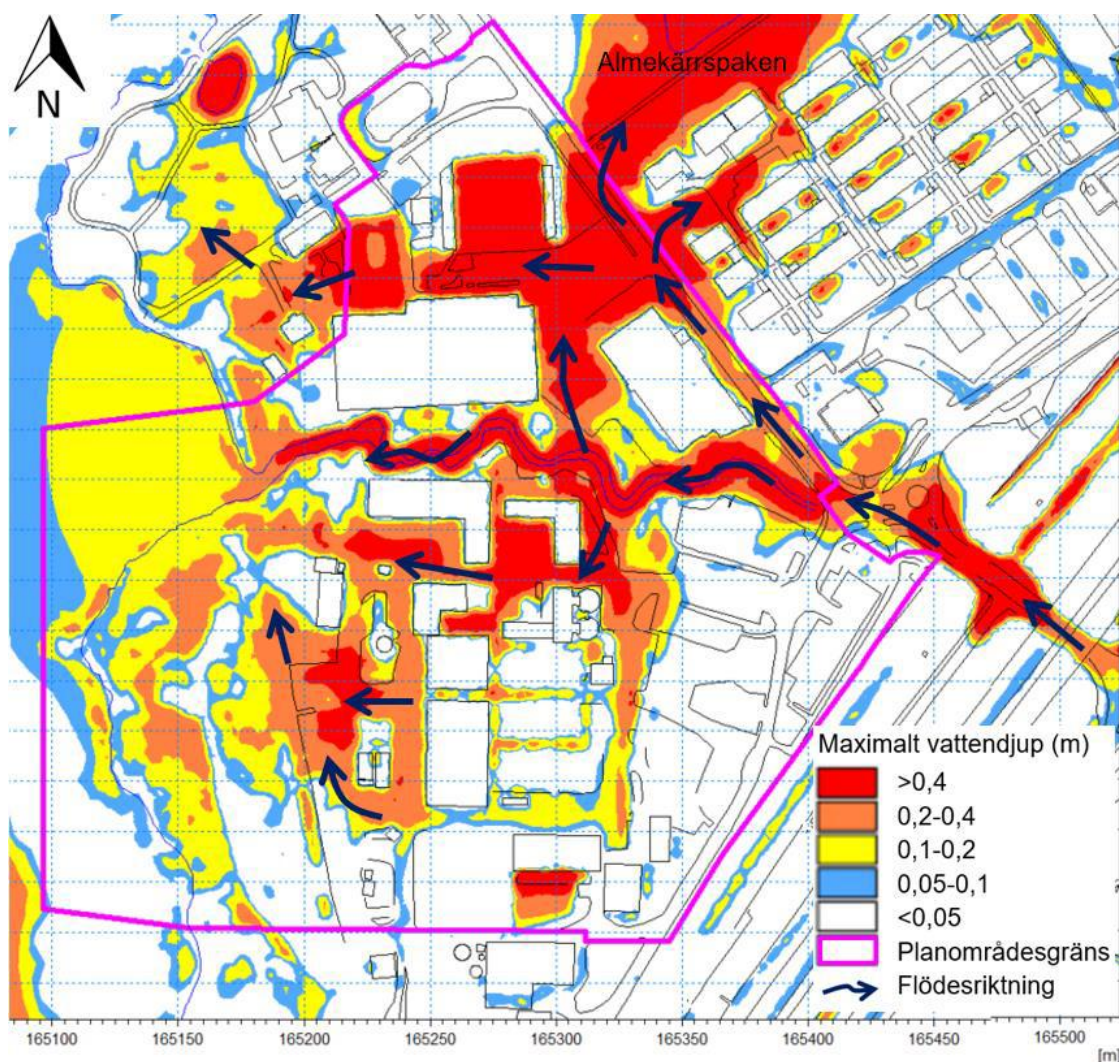 Almekärrspaken
N
Maximalt vattendjup (m)
>0,4
0,2-0,4
0,1-0,2
0,05-0,1
<0,05
Planområdesgräns
Flödesriktning
165100 165150 165200 165250 165300 165350 165400 165450 165500
[m]